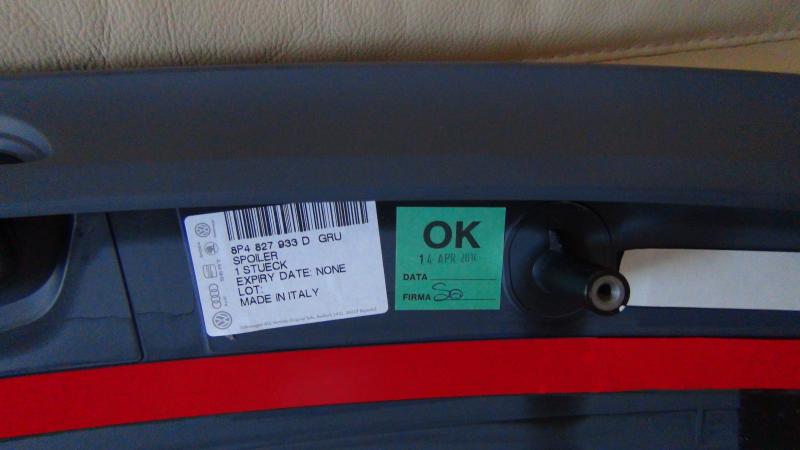 8P4 827 933 D GRU
SPOILER
1 STUECK
EXPIRY DATE: NONE
LOT:
MADE IN ITALY
OK
14 APR 2014
DATA
FIRMA